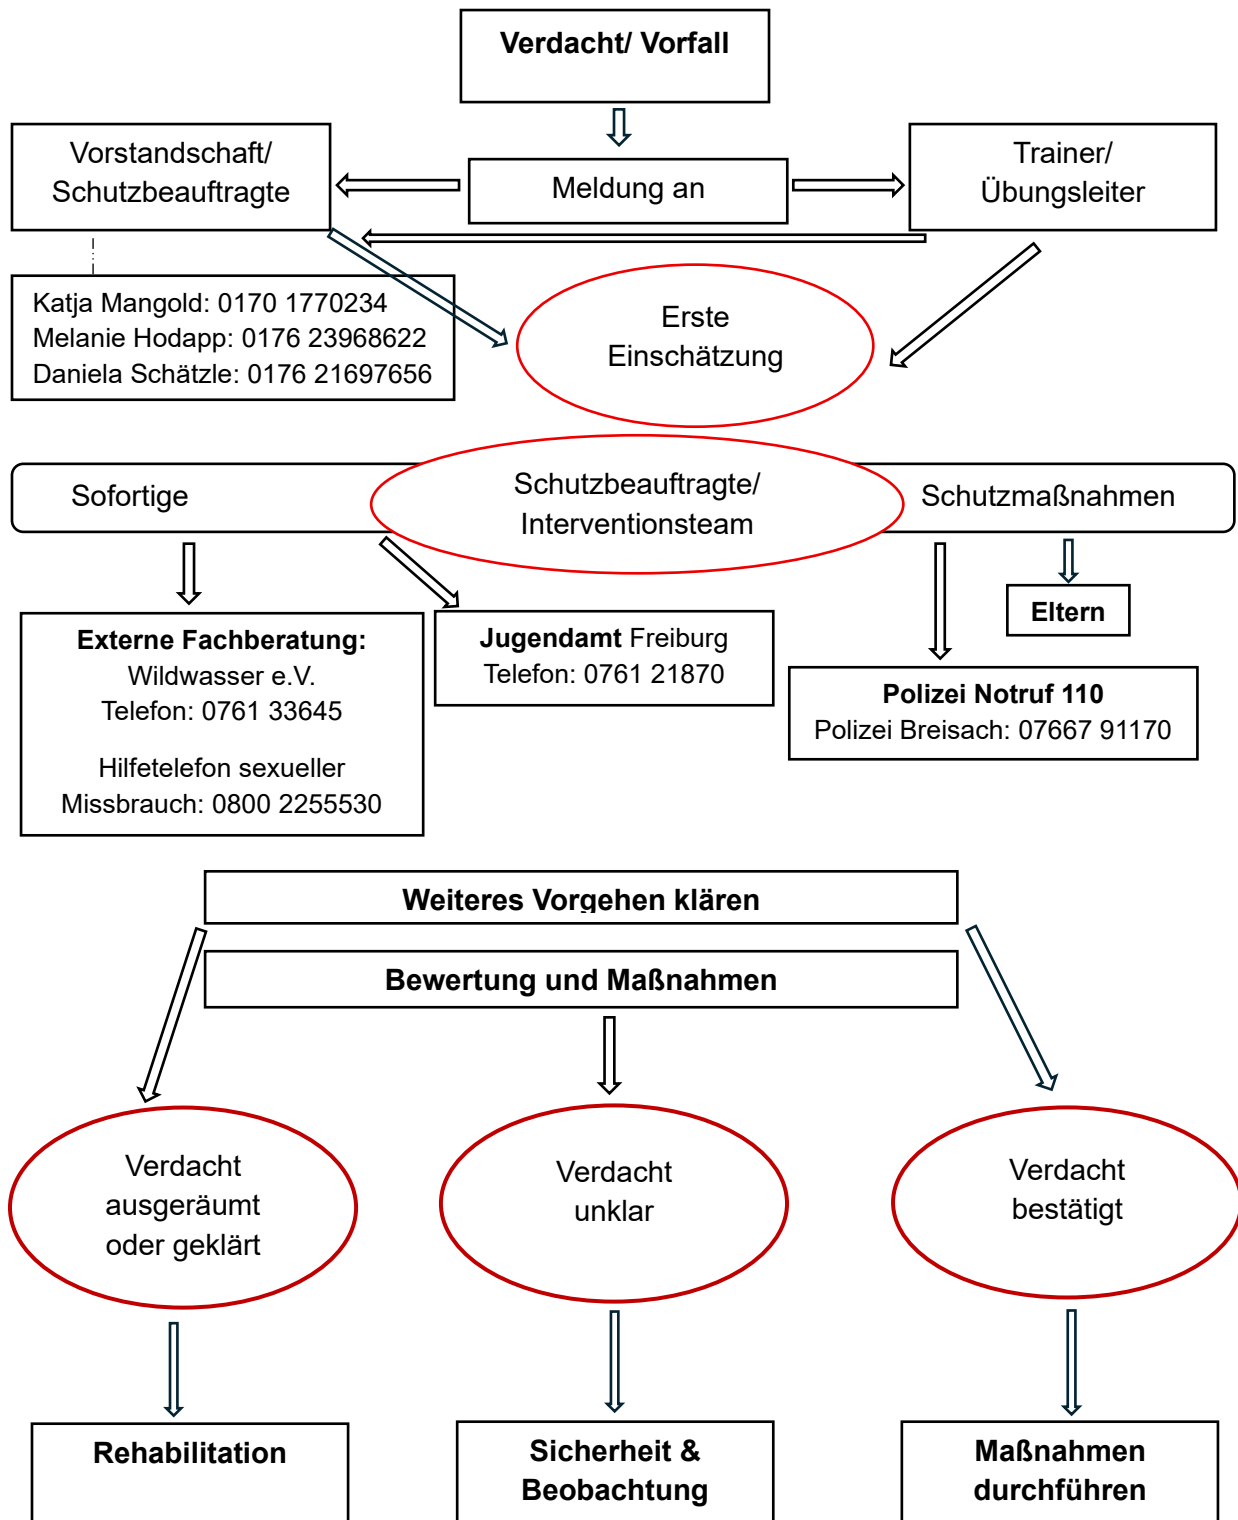 Verdacht/ Vorfall
Vorstandschaft/
Schutzbeauftragte
Meldung an
Trainer/
Übungsleiter
Katja Mangold: 0170 1770234
Melanie Hodapp: 0176 23968622
Daniela Schätzle: 0176 21697656
Erste
Einschätzung
Sofortige
Schutzbeauftragte/
Interventionsteam
Schutzmaßnahmen
Externe Fachberatung:
Wildwasser e.V.
Telefon: 0761 33645
Hilfetelefon sexueller
Missbrauch: 0800 2255530
Jugendamt Freiburg
Telefon: 0761 21870
Eltern
Polizei Notruf 110
Polizei Breisach: 07667 91170
Weiteres Vorgehen klären
Bewertung und Maßnahmen
Verdacht
ausgeräumt
oder geklärt
Verdacht
unklar
Verdacht
bestätigt
Rehabilitation
Sicherheit &
Beobachtung
Maßnahmen
durchführen